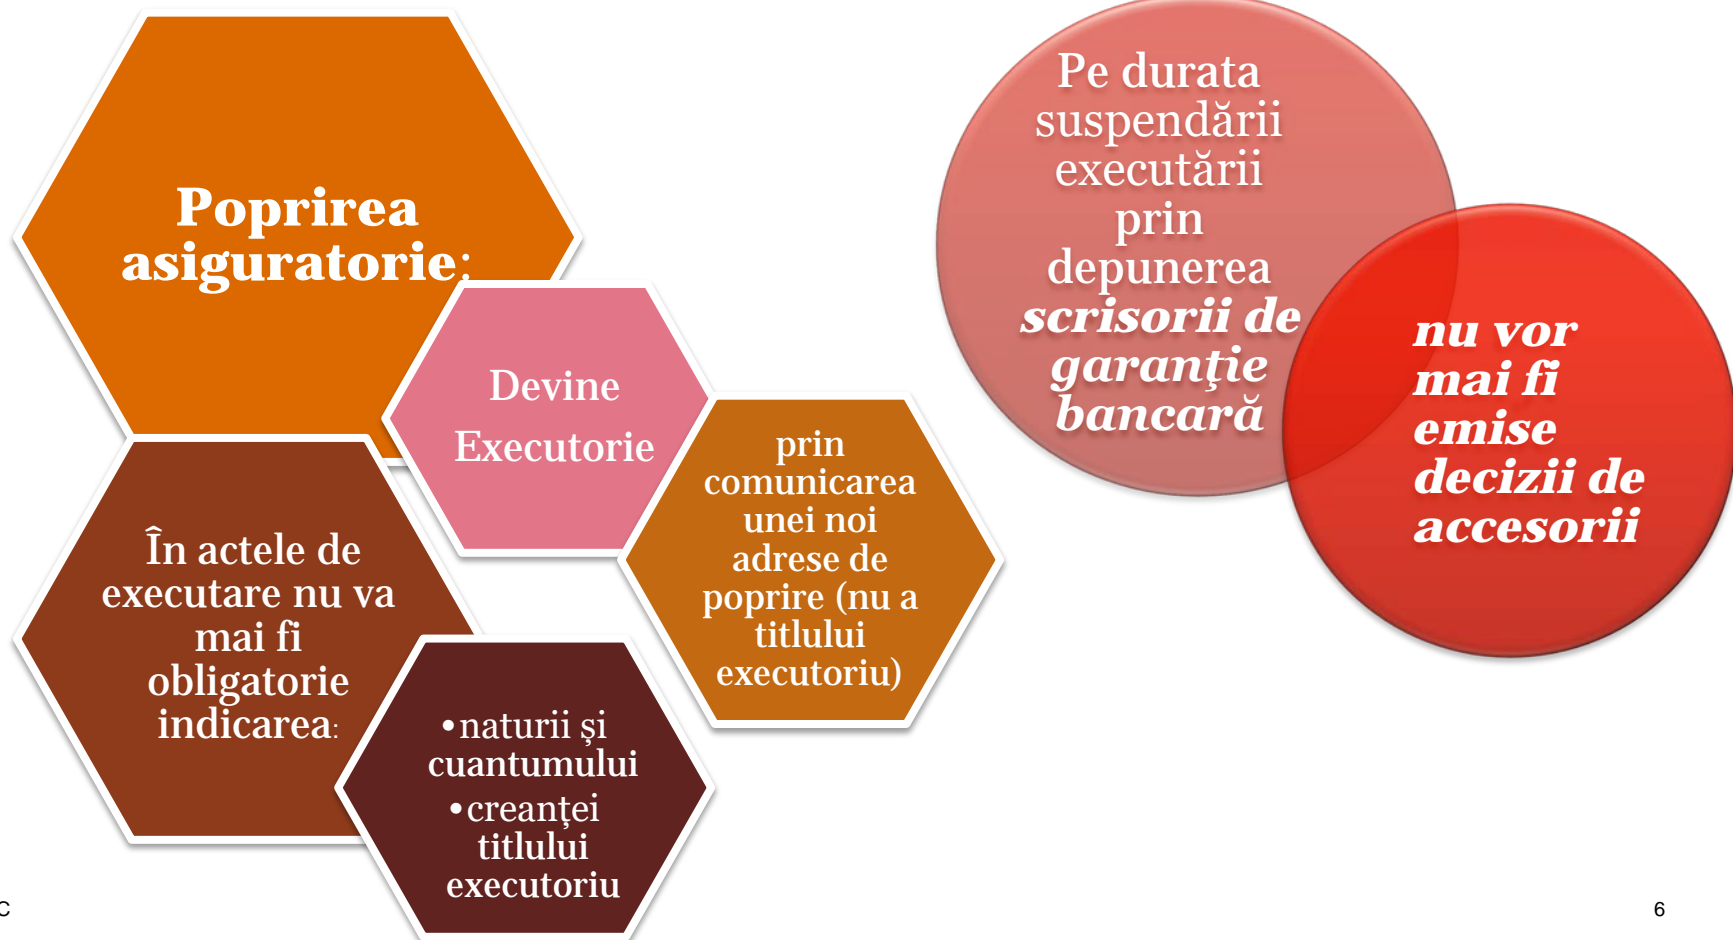 Poprirea
asiguratorie:
Devine
Executorie
prin
comunicarea
unei noi
adrese de
poprire (nu a
titlului
executoriu)
În actele de
executare nu va
mai fi
obligatorie
indicarea:
•naturii și
cuantumului
•creanței
titlului
executoriu
Pe durata
suspendării
executării
prin
depunerea
scrisorii de
garanţie
bancară
nu vor
mai fi
emise
decizii de
accesorii
C
6